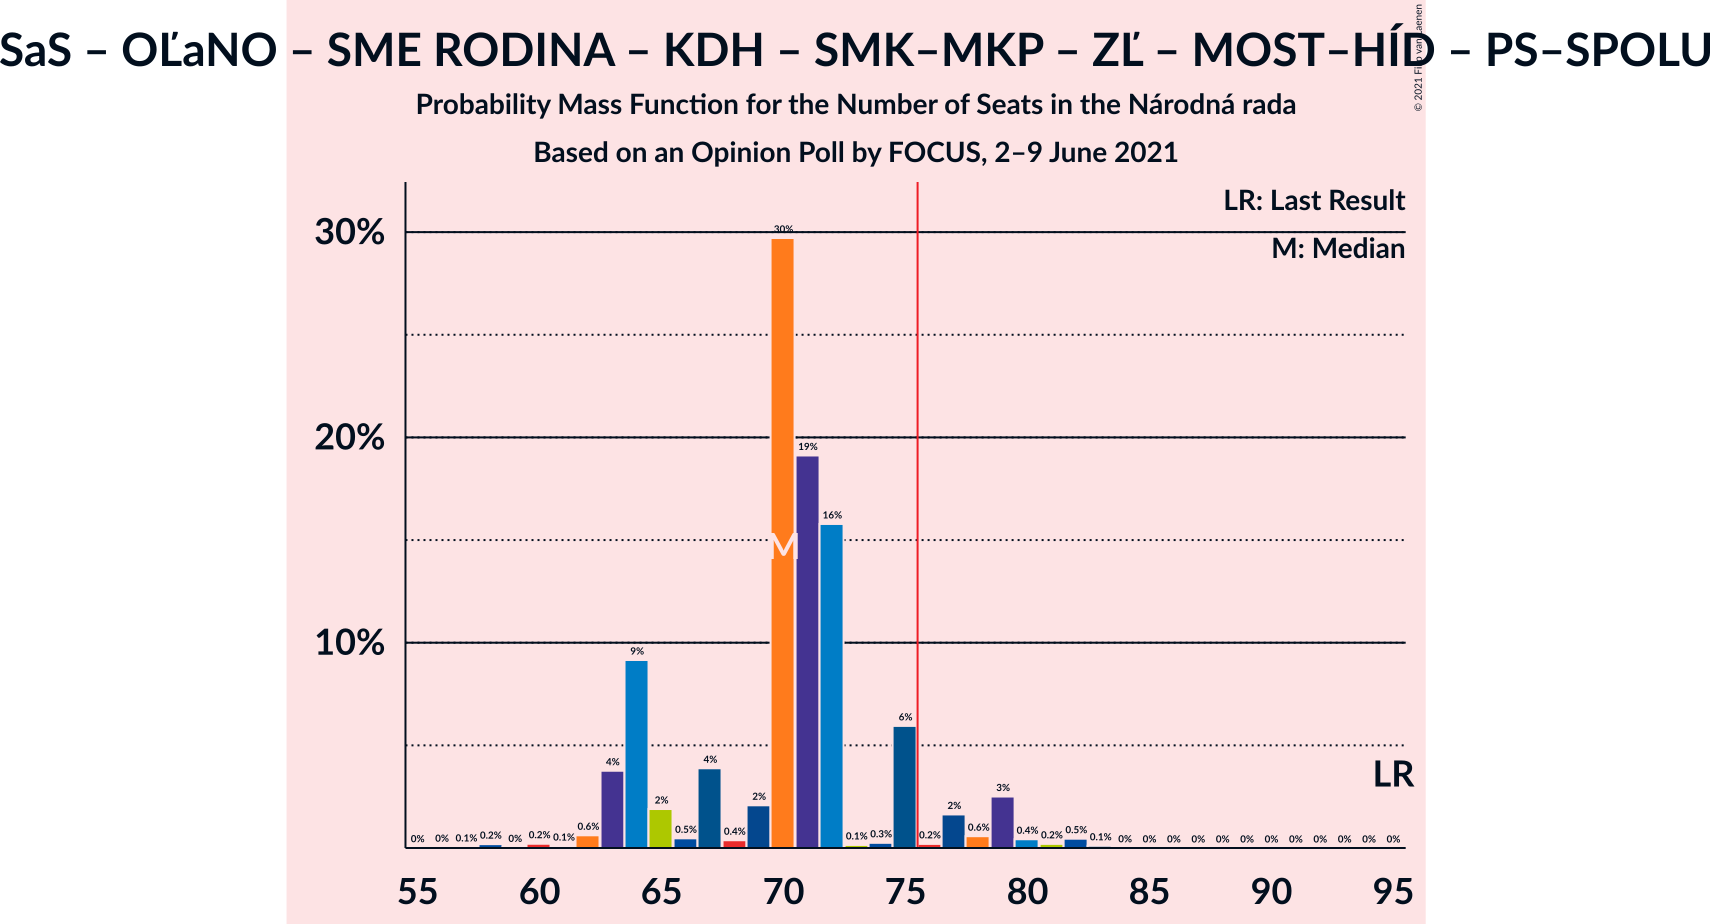 SaS – OĽaNO – SME RODINA – KDH – SMK–MKP – ZĽ – MOST–HÍD – PS–SPOLU
© 2021 Filip van Laenen
Probability Mass Function for the Number of Seats in the Národná rada
Based on an Opinion Poll by FOCUS, 2–9 June 2021
LR: Last Result
M: Median
30%
20%
10%
0% 0% 0.1% 0.2% 0% 0.2% 0.1% 0.6% 4% 9% 2% 0.5% 4% 0.4% 2% 30% 19% 16% 0.1% 0.3% 6% 0.2% 2% 0.6% 3% 0.4% 0.2% 0.5% 0.1% 0% 0% 0% 0% 0% 0% 0% 0% 0% 0% 0% 0%
M
LR
55 60 65 70 75 80 85 90 95